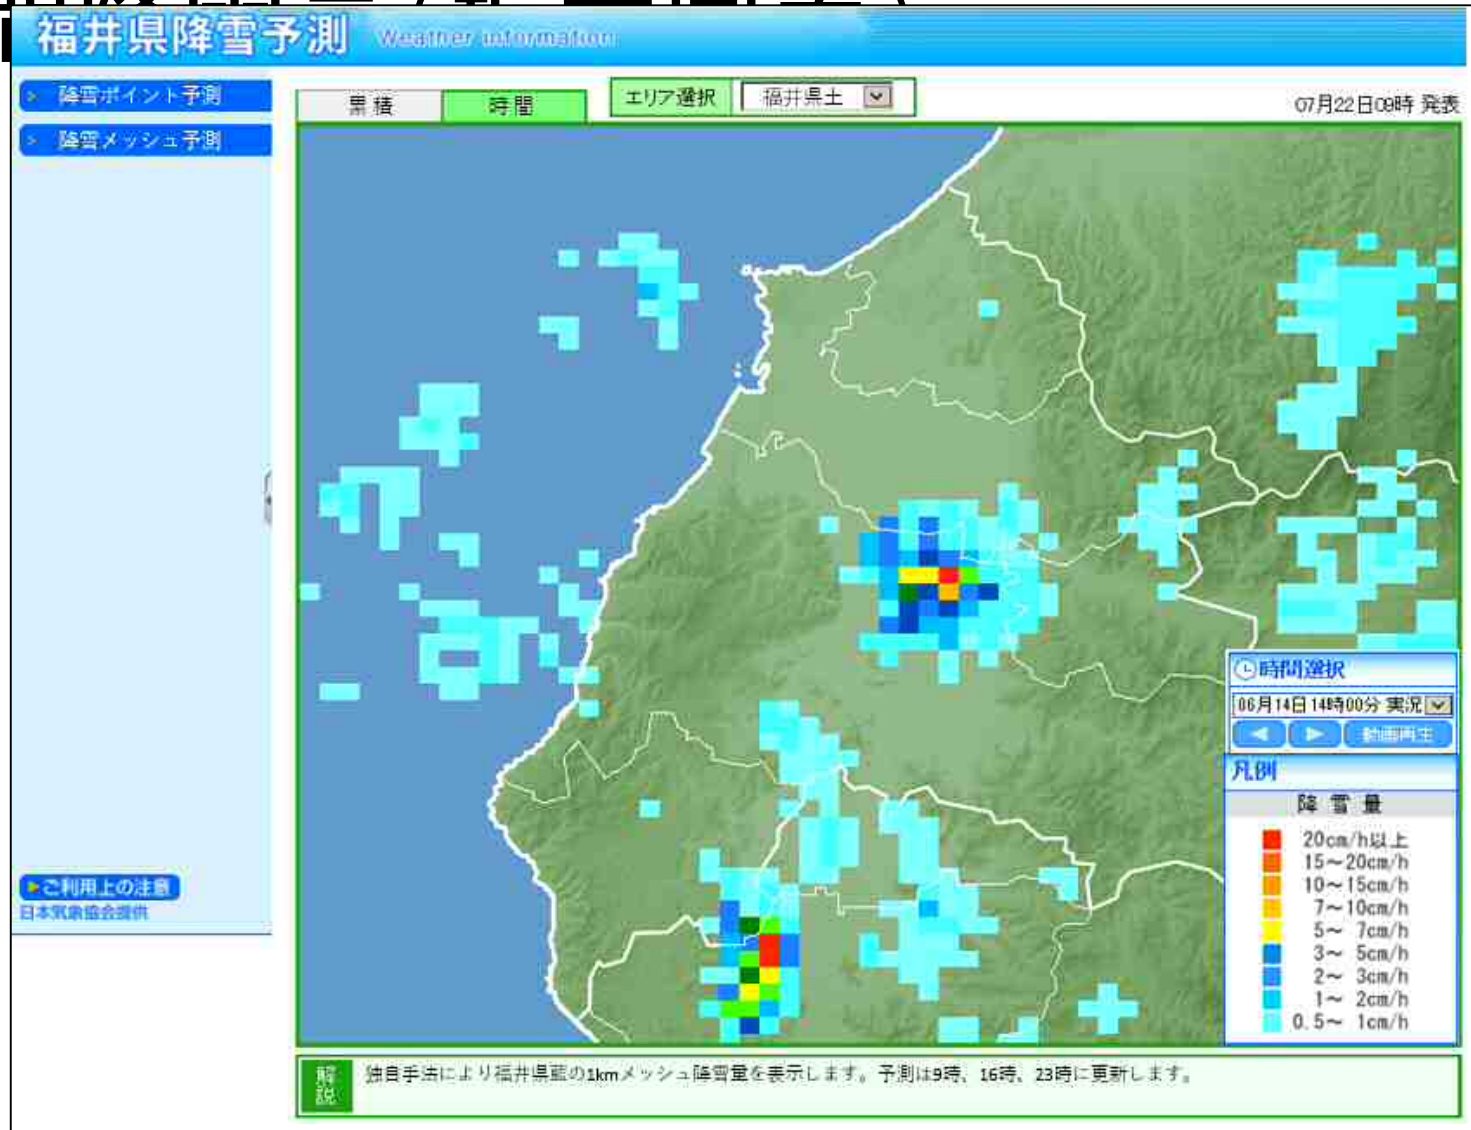 福井県降雪予測 Weather information
降雪ポイント予測
降雪メッシュ予測
累積
時間
エリア選択
福井県土
07月22日09時 発表
時間選択
06月14日14時00分 実況
動画再生
凡例
降雪量
20cm/h以上
15～20cm/h
10～15cm/h
7～10cm/h
5～ 7cm/h
3～ 5cm/h
2～ 3cm/h
1～ 2cm/h
0.5～ 1cm/h
ご利用上の注意
日本気象協会提供
解説
独自手法により福井県藍の1kmメッシュ降雪量を表示します。予測は9時、16時、23時に更新します。